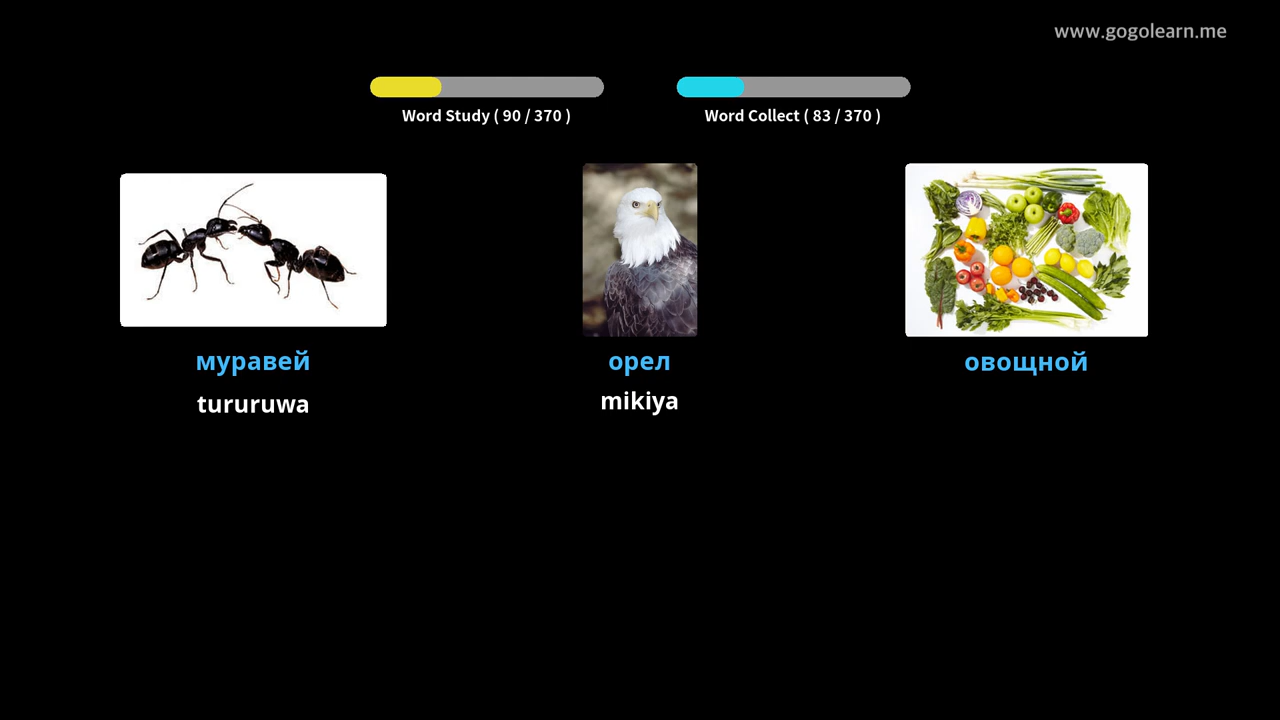 www.gogolearn.me
Word Study ( 90 / 370 )
Word Collect ( 83 / 370 )
муравей
орел
овощной
tururuwa
mikiya